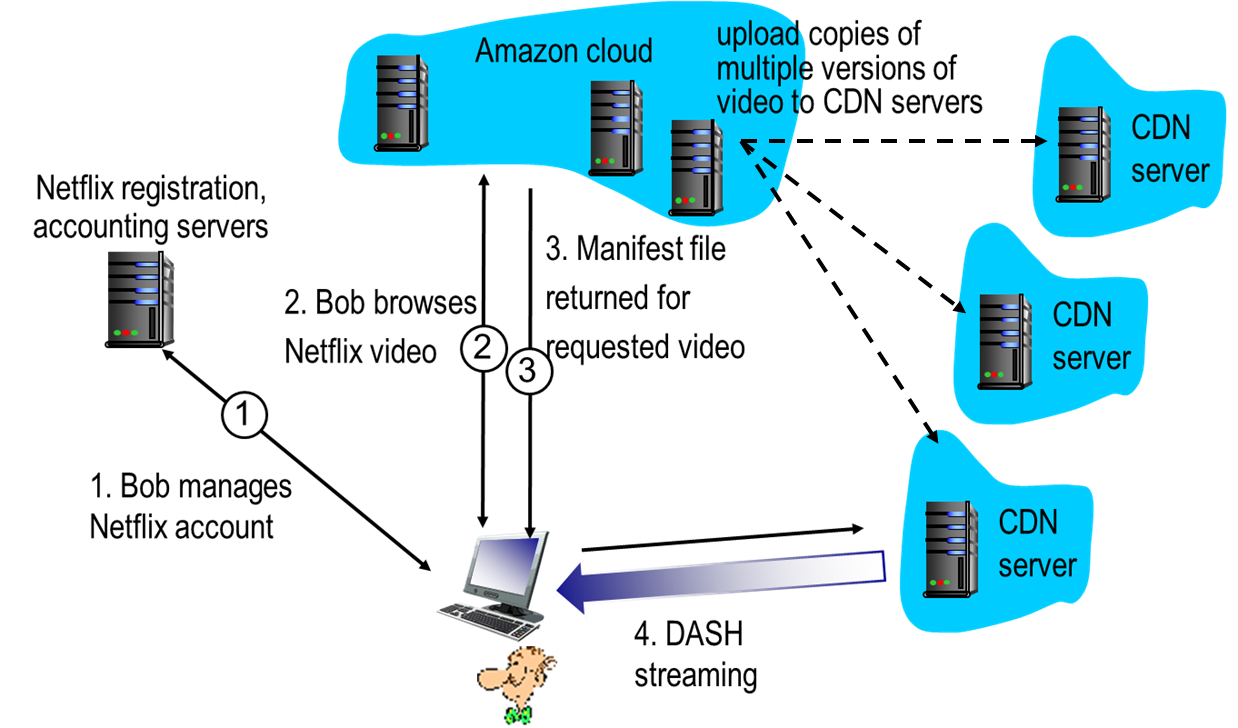 Amazon cloud
upload copies of
multiple versions of
video to CDN servers
CDN
server
Netflix registration,
accounting servers
3. Manifest file
returned for
requested video
2. Bob browses
Netflix video
2
3
CDN
server
1
1. Bob manages
Netflix account
CDN
server
4. DASH
streaming